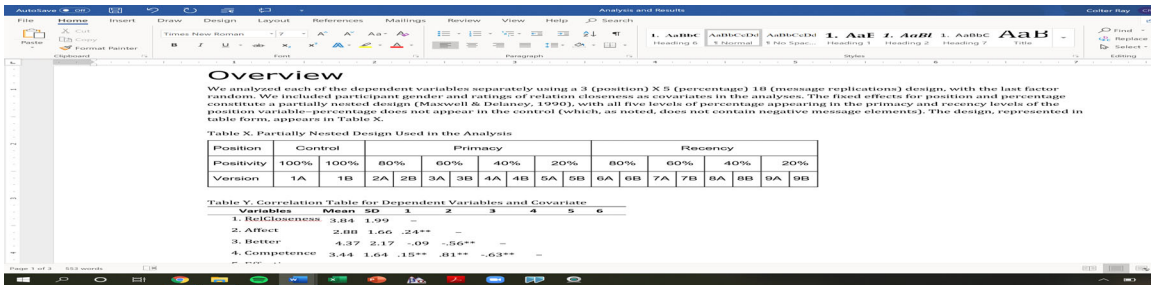 AutoSave
Analysis and Results
Colter Ray
File Home Insert Draw Design Layout References Mailings Review View Help Search
Paste
Cut
Copy
Format Painter
Times New Roman
7
Heading 6
¶ Normal
¶ No Spac...
Heading 1
Heading 2
Heading 7
Title
Find
Replace
Select
Clipboard
Font
Paragraph
Styles
Editing
Overview
We analyzed each of the dependent variables separately using a 3 (position) X 5 (percentage) 18 (message replications) design, with the last factor
random. We included participant gender and ratings of relation closeness as covariates in the analyses. The fixed effects for position and percentage
constitute a partially nested design (Maxwell & Delaney, 1990), with all five levels of percentage appearing in the primacy and recency levels of the
position variable–percentage does not appear in the control (which, as noted, does not contain negative message elements). The design, represented in
table form, appears in Table X.
Table X. Partially Nested Design Used in the Analysis
Position Control Primacy Recency
Positivity 100% 100% 80% 60% 40% 20% 80% 60% 40% 20%
Version 1A 1B 2A 2B 3A 3B 4A 4B 5A 5B 6A 6B 7A 7B 8A 8B 9A 9B
Table Y. Correlation Table for Dependent Variables and Covariate
Variables Mean SD 1 2 3 4 5 6
1. RelCloseness 3.84 1.99 –
2. Affect 2.88 1.66 .24** –
3. Better 4.37 2.17 -.09 -.56** –
4. Competence 3.44 1.64 .15** .81** -.63** –
Page 1 of 3 553 words